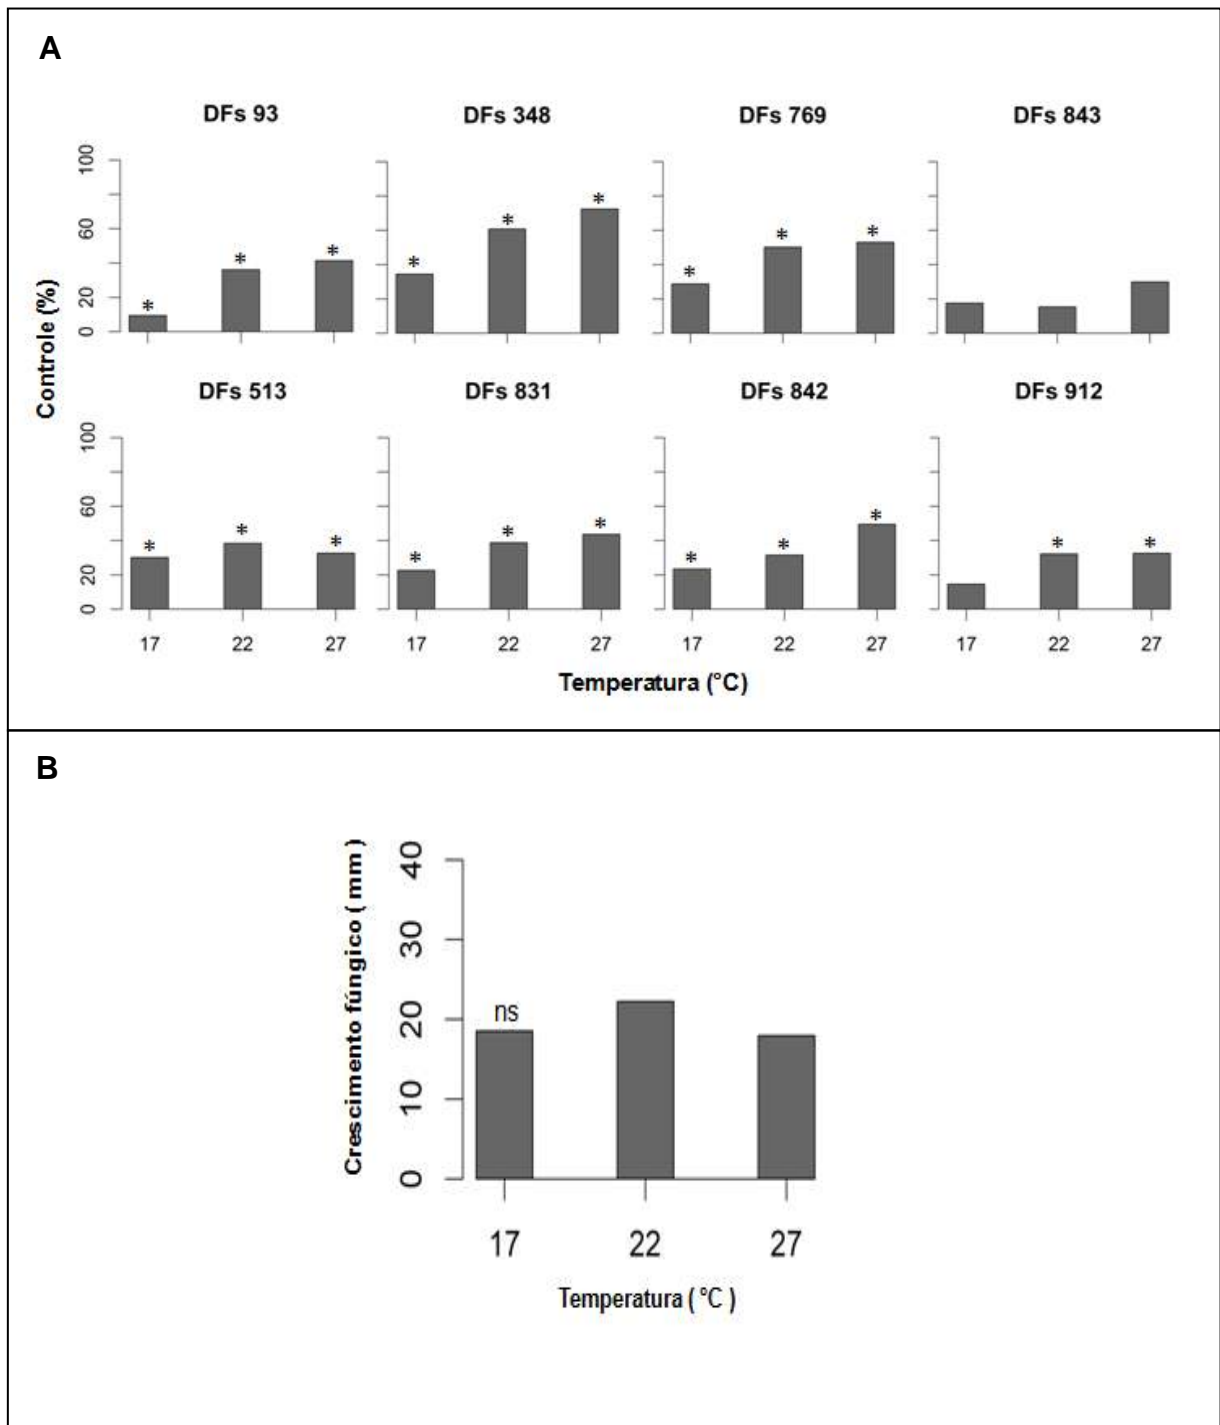 A
DFs 93 DFs 348 DFs 769 DFs 843
100
60
20
0
* * * * * * * * *
Controle (%)
DFs 513 DFs 831 DFs 842 DFs 912
100
60
20
0
* * * * * * * * * * *
17 22 27 17 22 27 17 22 27 17 22 27
Temperatura (°C)
B
Crescimento fúngico ( mm )
40
30
20
10
0
ns
17 22 27
Temperatura ( °C )